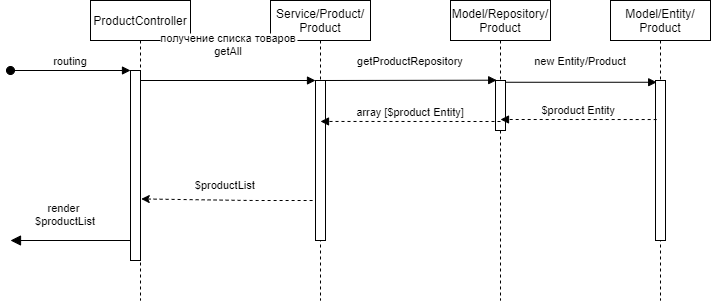 ProductController
Service/Product/
Product
Model/Repository/
Product
Model/Entity/
Product
получение списка товаров
getAll
routing
getProductRepository
new Entity/Product
array [$product Entity]
$product Entity
$productList
render
$productList